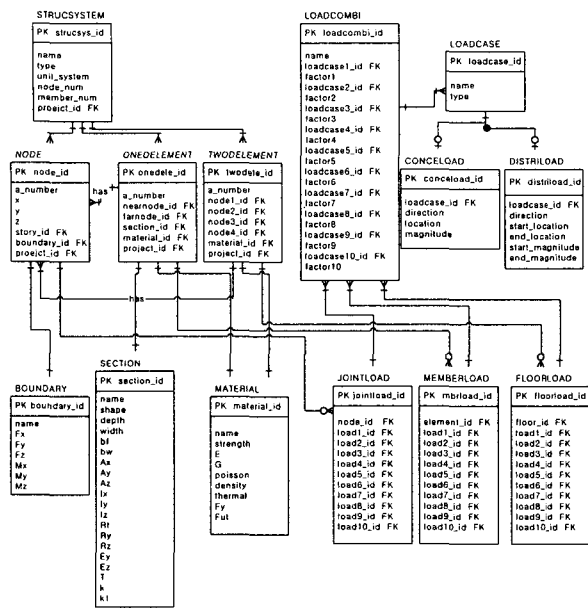 STRUCSYSTEM
PK strucsys_id
name
type
unit_system
node_num
member_num
proejct_id FK
LOADCOMBI
PK loadcombi_id
name
loadcase1_id FK
factor1
loadcase2_id FK
factor2
loadcase3_id FK
factor3
loadcase4_id FK
factor4
loadcase5_id FK
factor5
loadcase6_id FK
factor6
loadcase7_id FK
factor7
loadcase8_id FK
factor8
loadcase9_id FK
factor9
loadcase10_id FK
factor10
LOADCASE
PK loadcase_id
name
type
NODE
PK node_id
a_number
x
y
z
story_id FK
boundary_id FK
proejct_id FK
has
ONEDELEMENT
PK onedele_id
a_number
nearnode_id FK
farnode_id FK
section_id FK
material_id FK
project_id FK
TWODELEMENT
PK twodele_id
a_number
node1_id FK
node2_id FK
node3_id FK
node4_id FK
material_id FK
project_id FK
has
CONCELOAD
PK conceload_id
loadcase_id FK
direction
location
magnitude
DISTRILOAD
PK distriload_id
loadcase_id FK
direction
start_location
end_location
start_magnitude
end_magnitude
BOUNDARY
PK boundary_id
name
Fx
Fy
Fz
Mx
My
Mz
SECTION
PK section_id
name
shape
depth
width
bf
bw
Ax
Ay
Az
Ix
Iy
Iz
Rt
Ry
Rz
Ey
Ez
T
k
k1
MATERIAL
PK material_id
name
strength
E
G
poisson
density
thermal
Fy
Fut
JOINTLOAD
PK jointload_id
node_id FK
load1_id FK
load2_id FK
load3_id FK
load4_id FK
load5_id FK
load6_id FK
load7_id FK
load8_id FK
load9_id FK
load10_id FK
MEMBERLOAD
PK mbrload_id
element_id FK
load1_id FK
load2_id FK
load3_id FK
load4_id FK
load5_id FK
load6_id FK
load7_id FK
load8_id FK
load9_id FK
load10_id FK
FLOORLOAD
PK floorload_id
floor_id FK
load1_id FK
load2_id FK
load3_id FK
load4_id FK
load5_id FK
load6_id FK
load7_id FK
load8_id FK
load9_id FK
load10_id FK